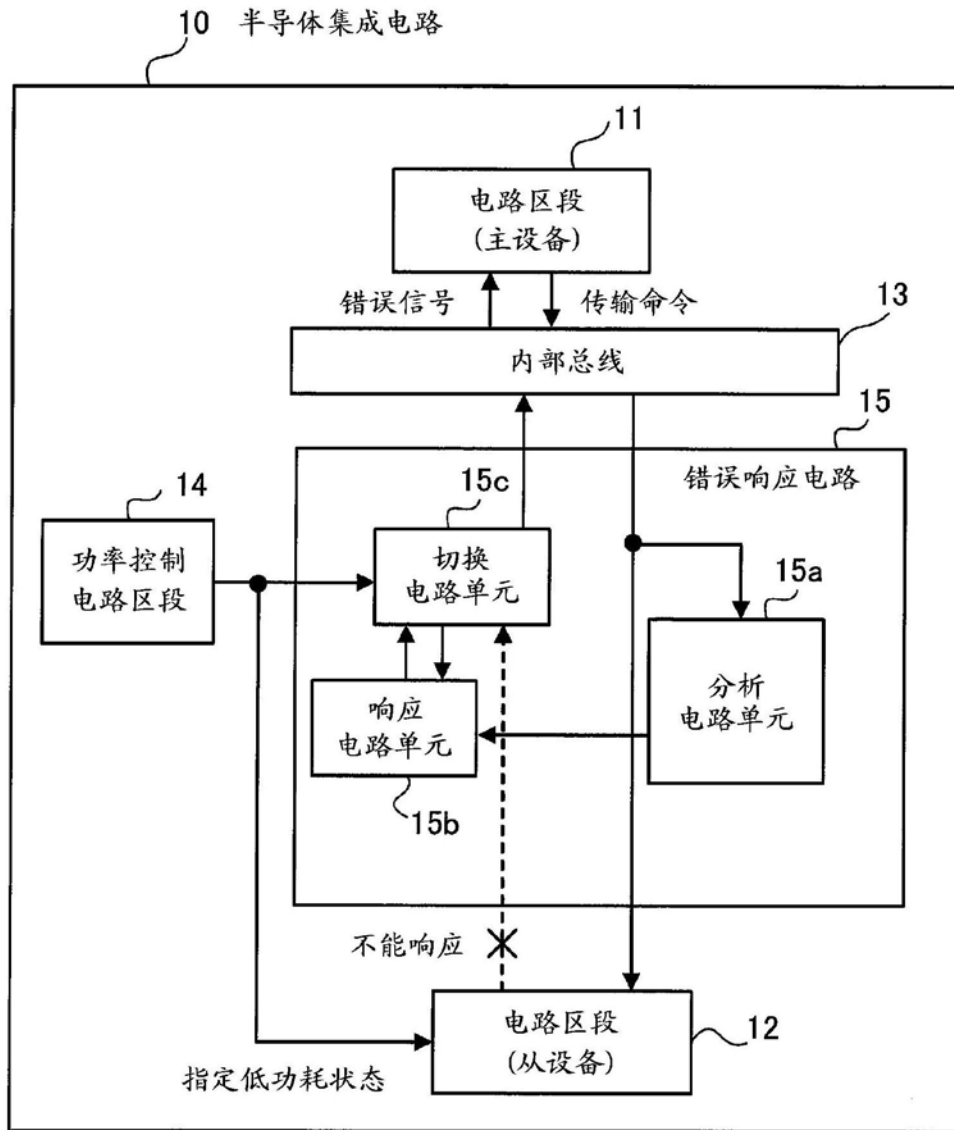 10 半导体集成电路
11
电路区段
(主设备)
错误信号
传输命令
13
内部总线
15
错误响应电路
14
功率控制
电路区段
15c
切换
电路单元
15a
分析
电路单元
响应
电路单元
15b
不能响应
电路区段
(从设备)
12
指定低功耗状态